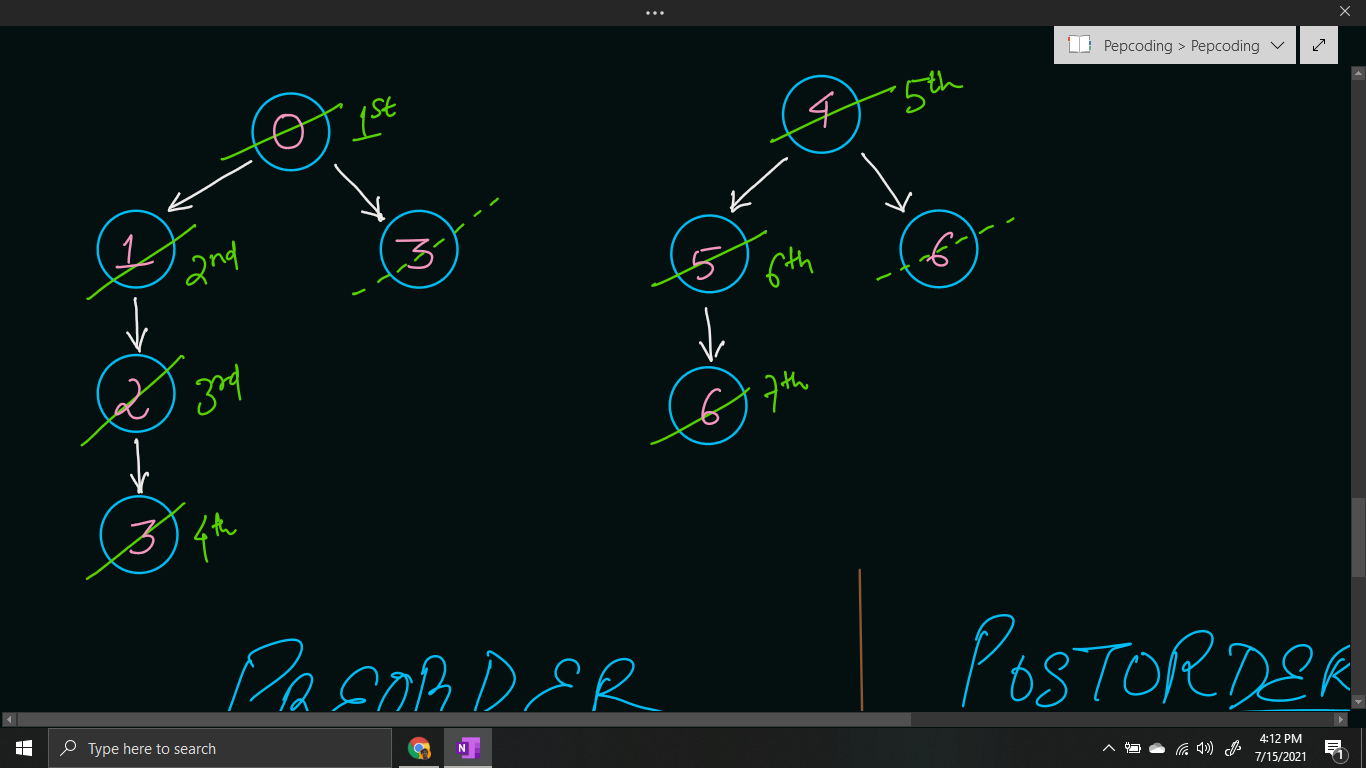 Pepcoding > Pepcoding
0 1st
4 5th
1 2nd
3
5 6th
6
2 3rd
6 7th
3 4th
PREORDER
POSTORDER
Type here to search
4:12 PM
7/15/2021
1